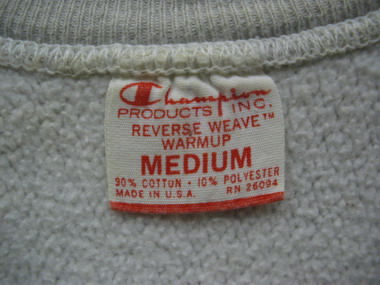 Champion
PRODUCTS INC.
REVERSE WEAVE™
WARMUP
MEDIUM
90% COTTON · 10% POLYESTER
MADE IN U.S.A. RN 26094